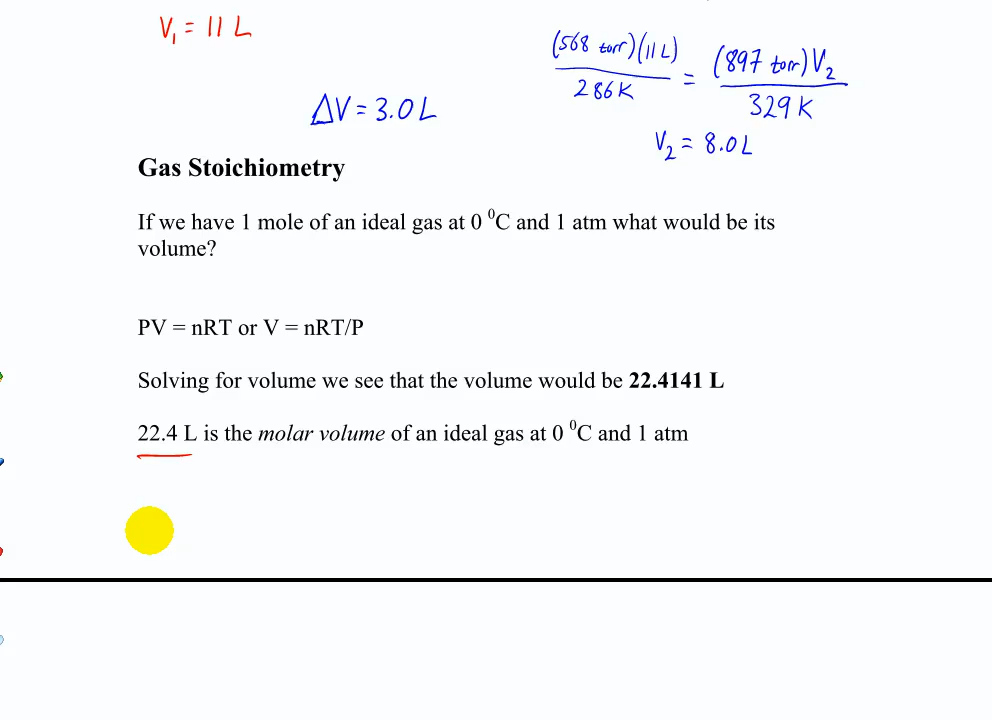 V₁ = 11 L
(568 torr)(11 L) / 286 K = (897 torr) V₂ / 329 K
ΔV = 3.0 L
V₂ = 8.0 L
Gas Stoichiometry
If we have 1 mole of an ideal gas at 0 ⁰C and 1 atm what would be its
volume?
PV = nRT or V = nRT/P
Solving for volume we see that the volume would be 22.4141 L
22.4 L is the molar volume of an ideal gas at 0 ⁰C and 1 atm